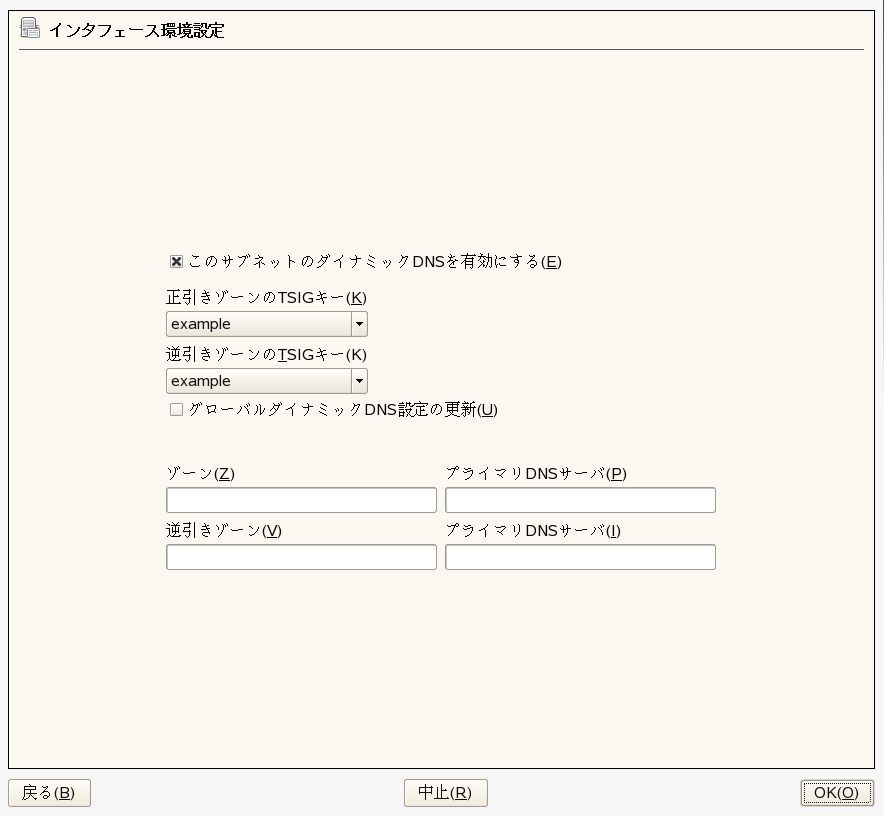 インタフェース環境設定
このサブネットのダイナミックDNSを有効にする(E)
正引きゾーンのTSIGキー(K)
example
逆引きゾーンのTSIGキー(K)
example
グローバルダイナミックDNS設定の更新(U)
ゾーン(Z) プライマリDNSサーバ(P)
逆引きゾーン(V) プライマリDNSサーバ(I)
戻る(B) 中止(R) OK(O)